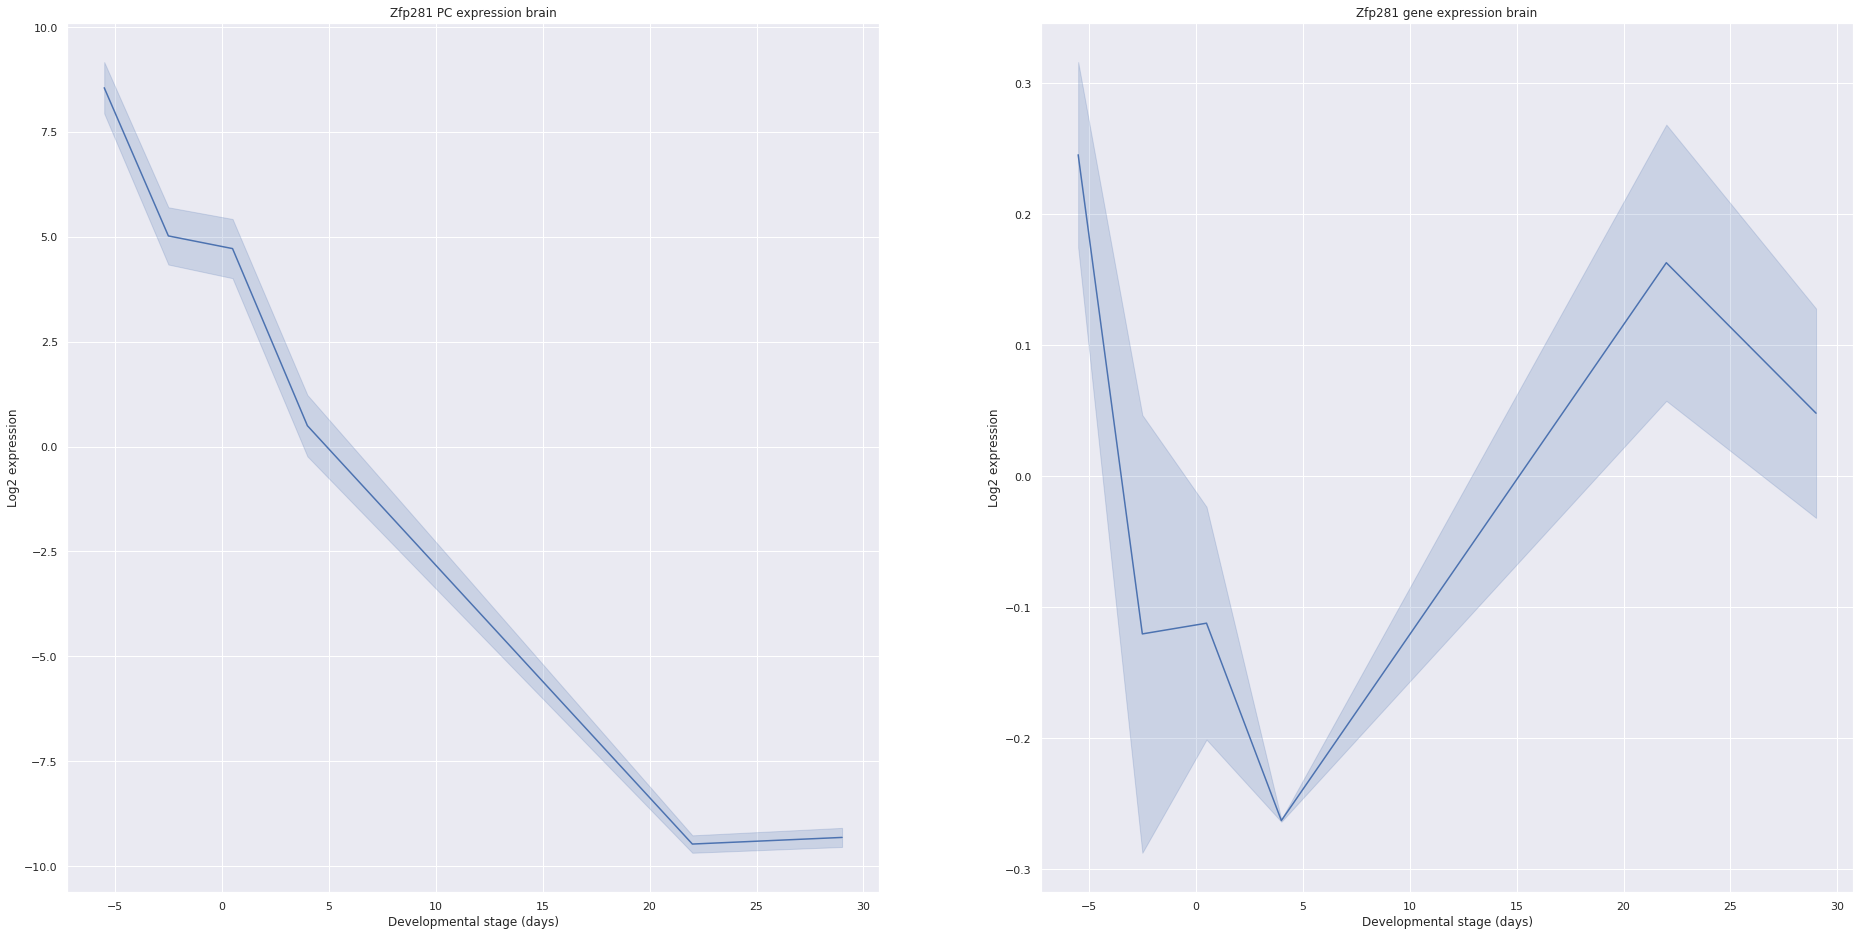 Zfp281 PC expression brain
Log2 expression
10.0
7.5
5.0
2.5
0.0
−2.5
−5.0
−7.5
−10.0
−5 0 5 10 15 20 25 30
Developmental stage (days)
Zfp281 gene expression brain
Log2 expression
0.3
0.2
0.1
0.0
−0.1
−0.2
−0.3
−5 0 5 10 15 20 25 30
Developmental stage (days)